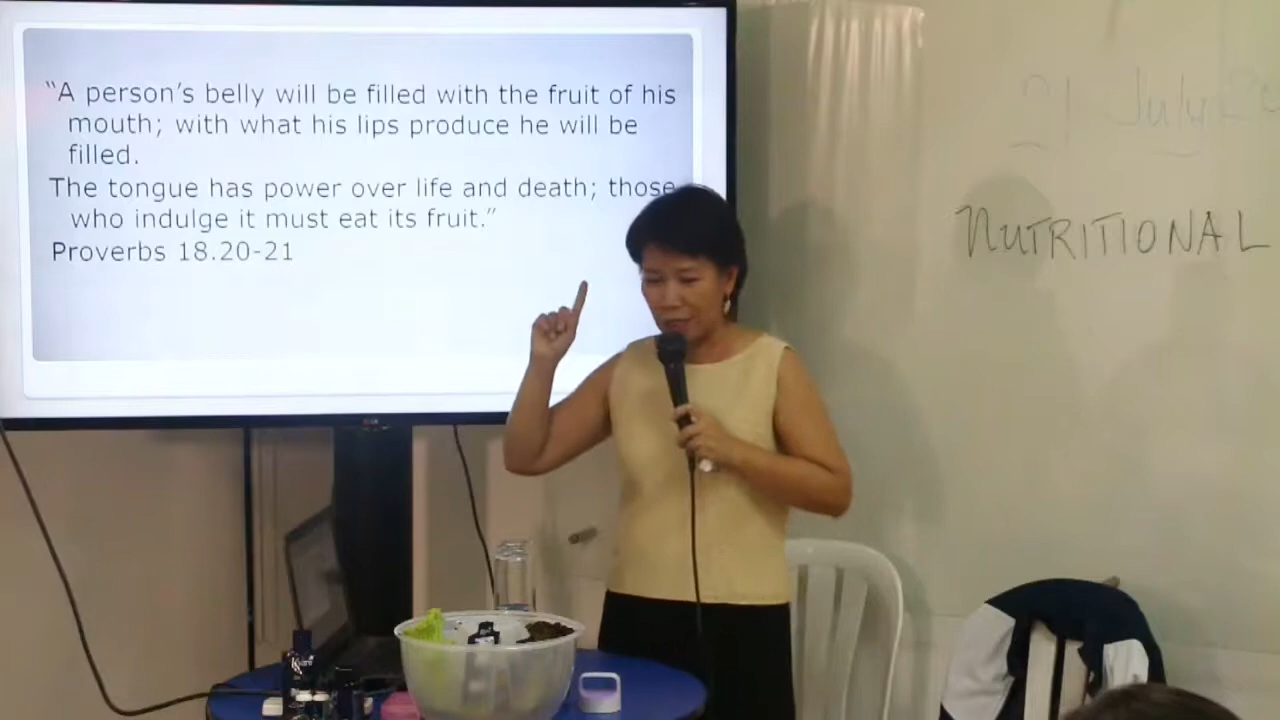 “A person’s belly will be filled with the fruit of his
mouth; with what his lips produce he will be
filled.
The tongue has power over life and death; those
who indulge it must eat its fruit.”
Proverbs 18.20-21
21 July
NUTRITIONAL